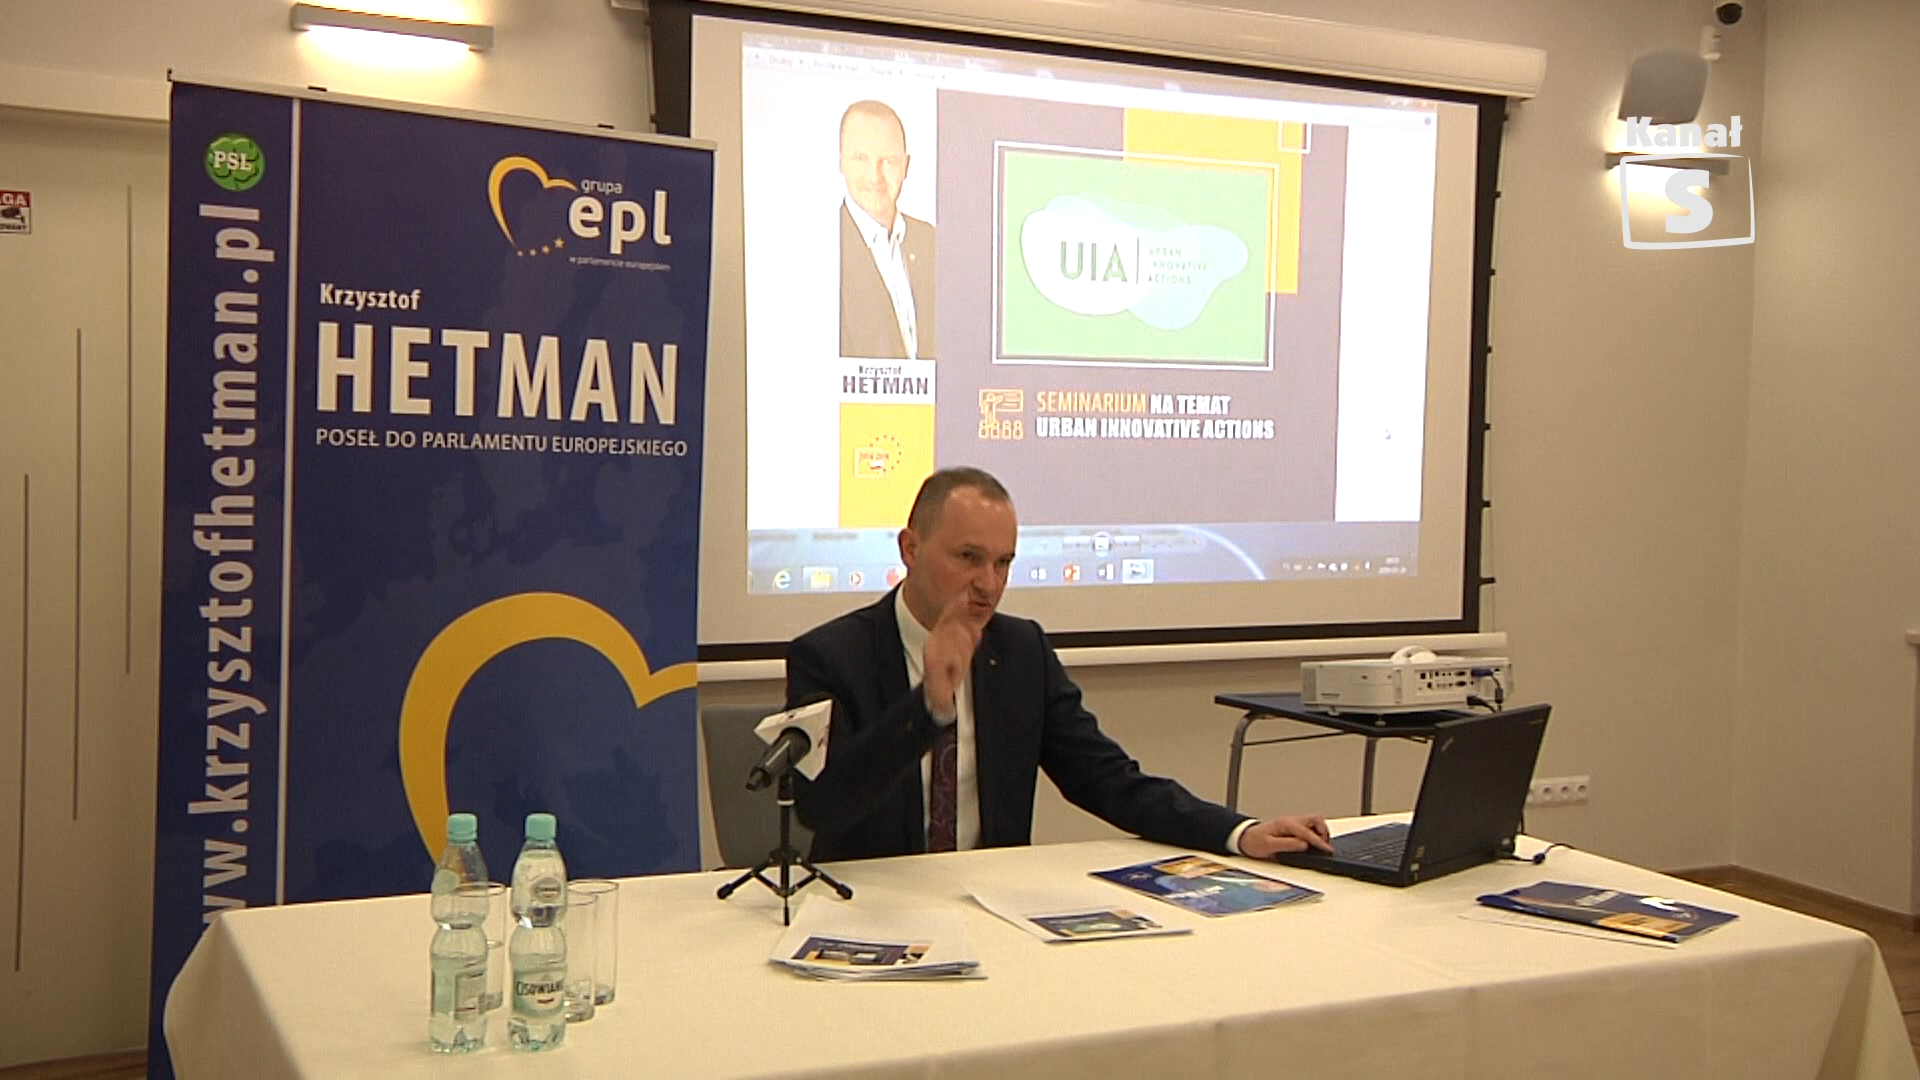 PSL
www.krzysztofhetman.pl
grupa
epl
w parlamencie europejskim
Krzysztof
HETMAN
POSEŁ DO PARLAMENTU EUROPEJSKIEGO
Krzysztof
HETMAN
UIA
URBAN
INNOVATIVE
ACTIONS
SEMINARIUM NA TEMAT
URBAN INNOVATIVE ACTIONS
Kanał
S